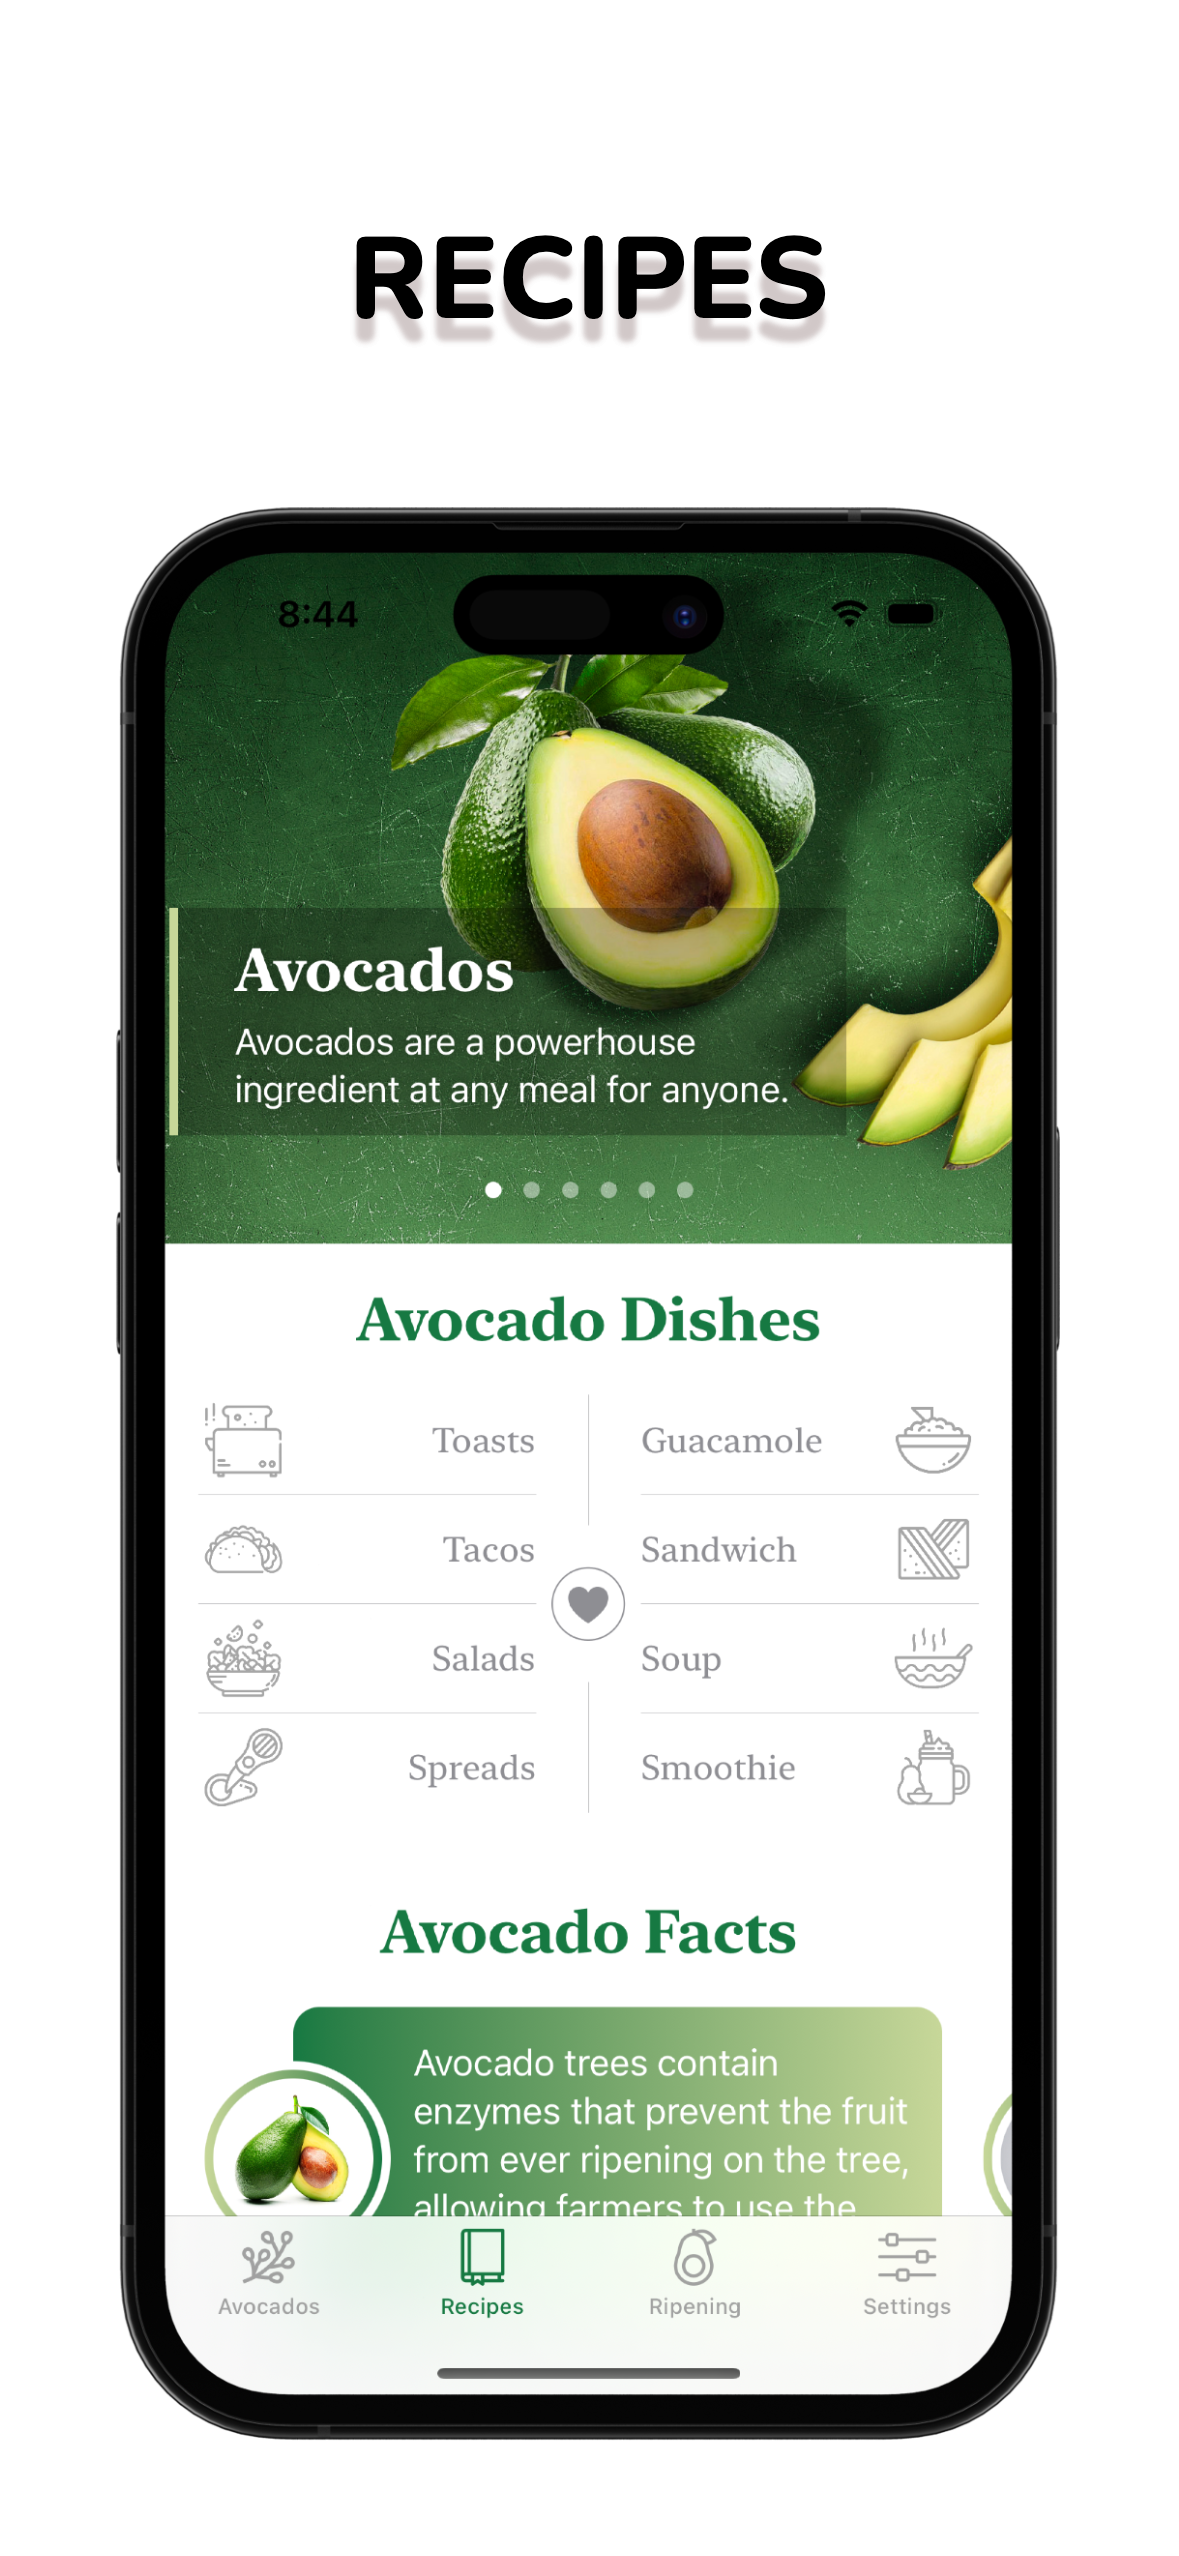 RECIPES
8:44
Avocados
Avocados are a powerhouse
ingredient at any meal for anyone.
Avocado Dishes
Toasts
Guacamole
Tacos
Sandwich
Salads
Soup
Spreads
Smoothie
Avocado Facts
Avocado trees contain
enzymes that prevent the fruit
from ever ripening on the tree,
allowing farmers to use the
Avocados
Recipes
Ripening
Settings